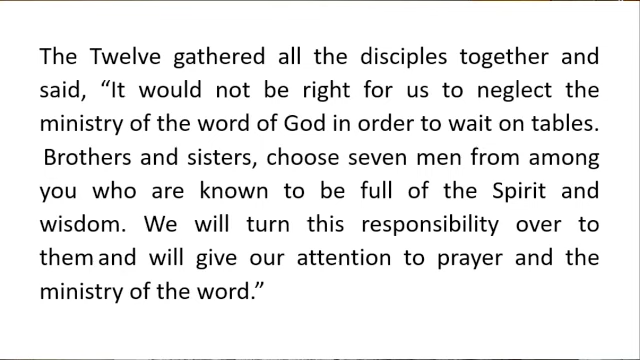 The Twelve gathered all the disciples together and
said, “It would not be right for us to neglect the
ministry of the word of God in order to wait on tables.
Brothers and sisters, choose seven men from among
you who are known to be full of the Spirit and
wisdom. We will turn this responsibility over to
them and will give our attention to prayer and the
ministry of the word.”